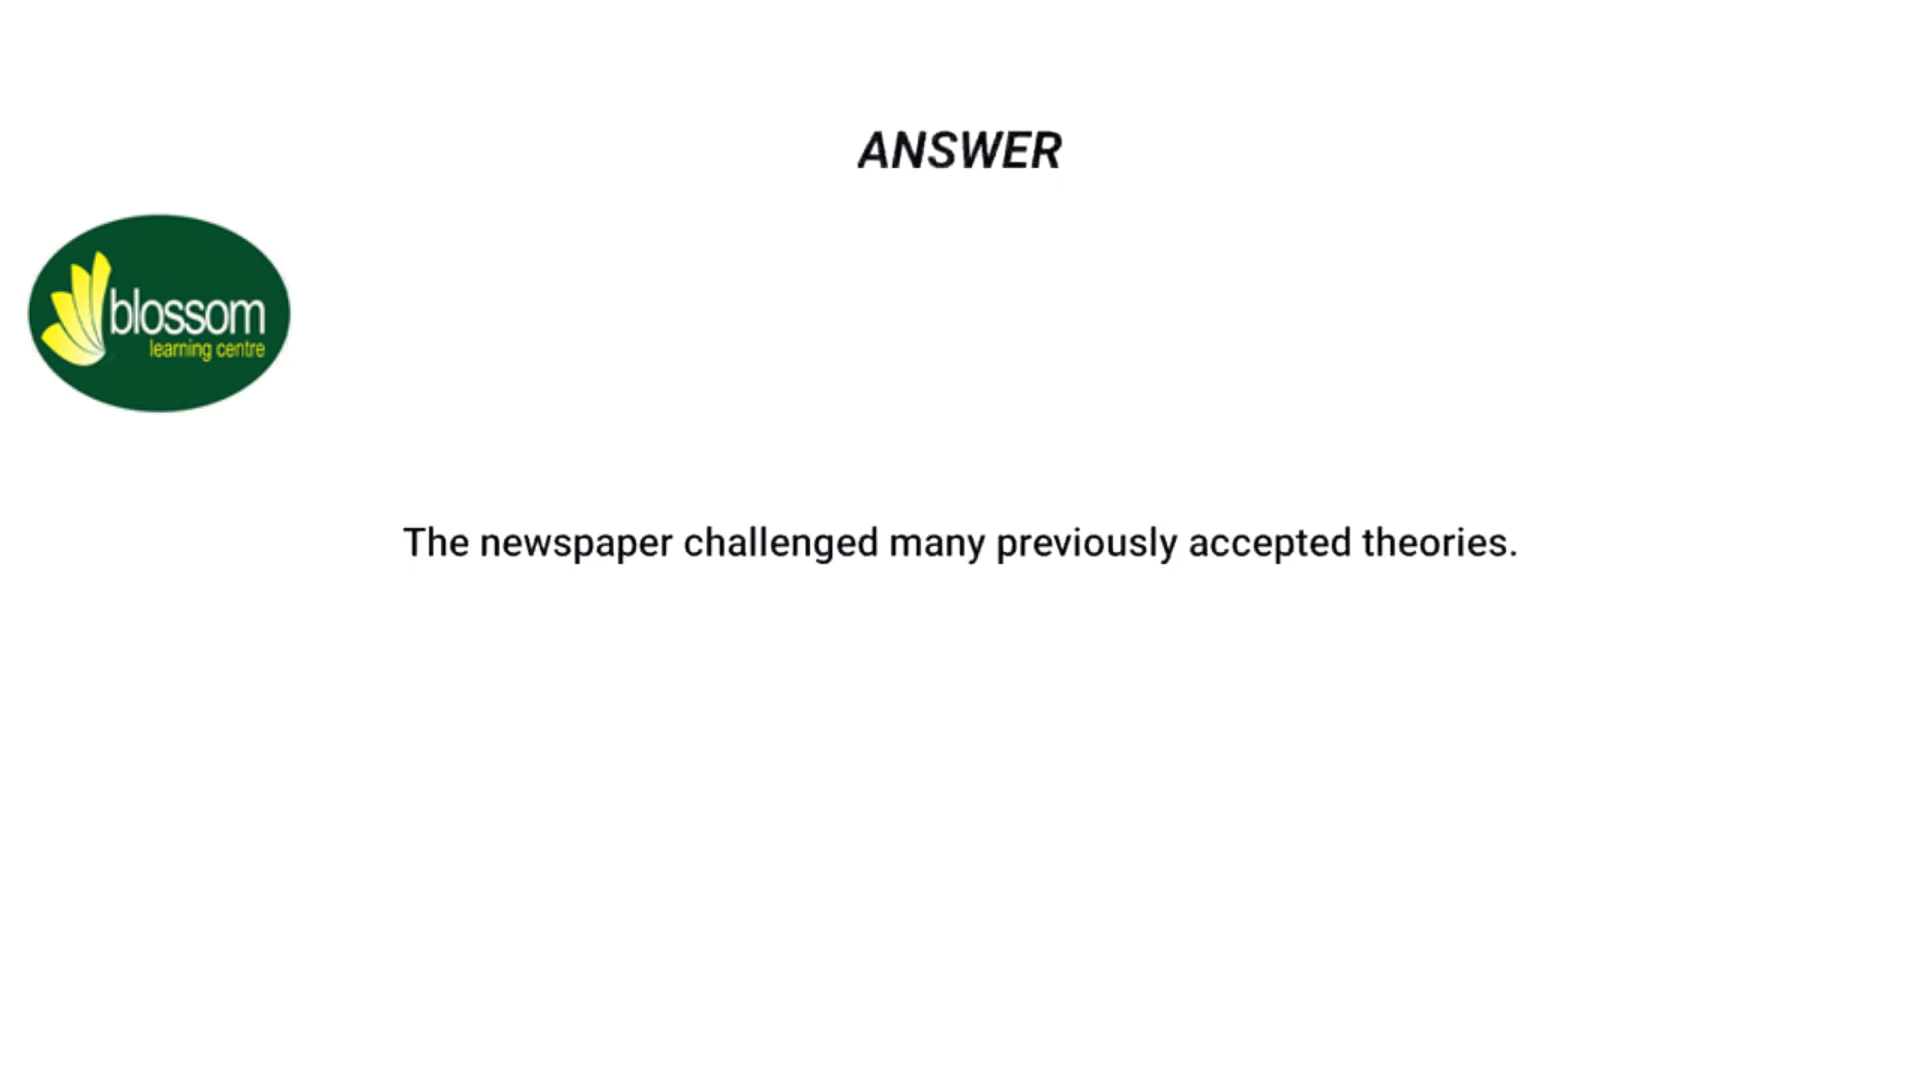 ANSWER
blossom
learning centre
The newspaper challenged many previously accepted theories.